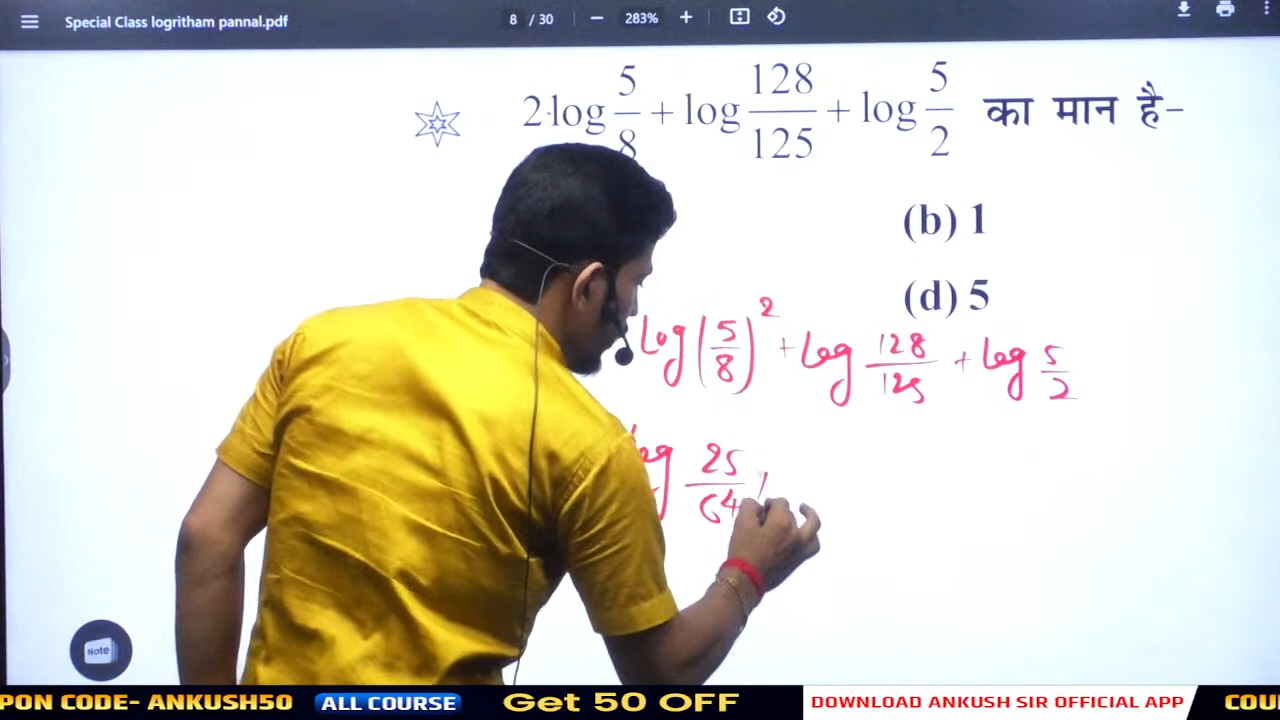 Special Class logritham pannal.pdf 8 / 30 − 283% +
2 log 5/8 + log 128/125 + log 5/2 का मान है-
(b) 1
(d) 5
log (5/8)² + log 128/125 + log 5/2
log 25/64
Note
PON CODE- ANKUSH50 ALL COURSE Get 50 OFF DOWNLOAD ANKUSH SIR OFFICIAL APP COU